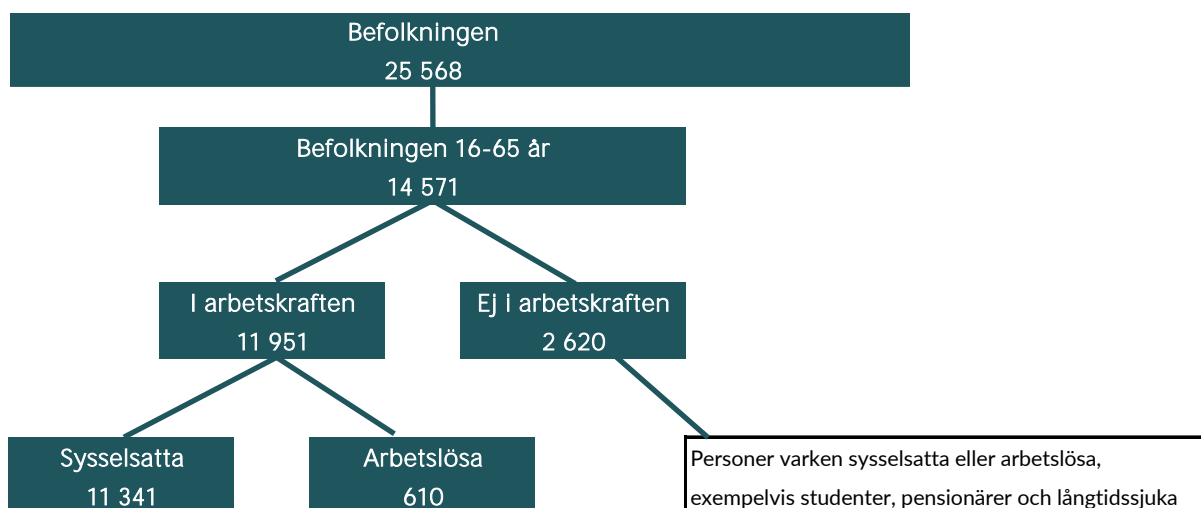 Befolkningen
25 568
Befolkningen 16-65 år
14 571
I arbetskraften
11 951
Ej i arbetskraften
2 620
Sysselsatta
11 341
Arbetslösa
610
Personer varken sysselsatta eller arbetslösa,
exempelvis studenter, pensionärer och långtidssjuka